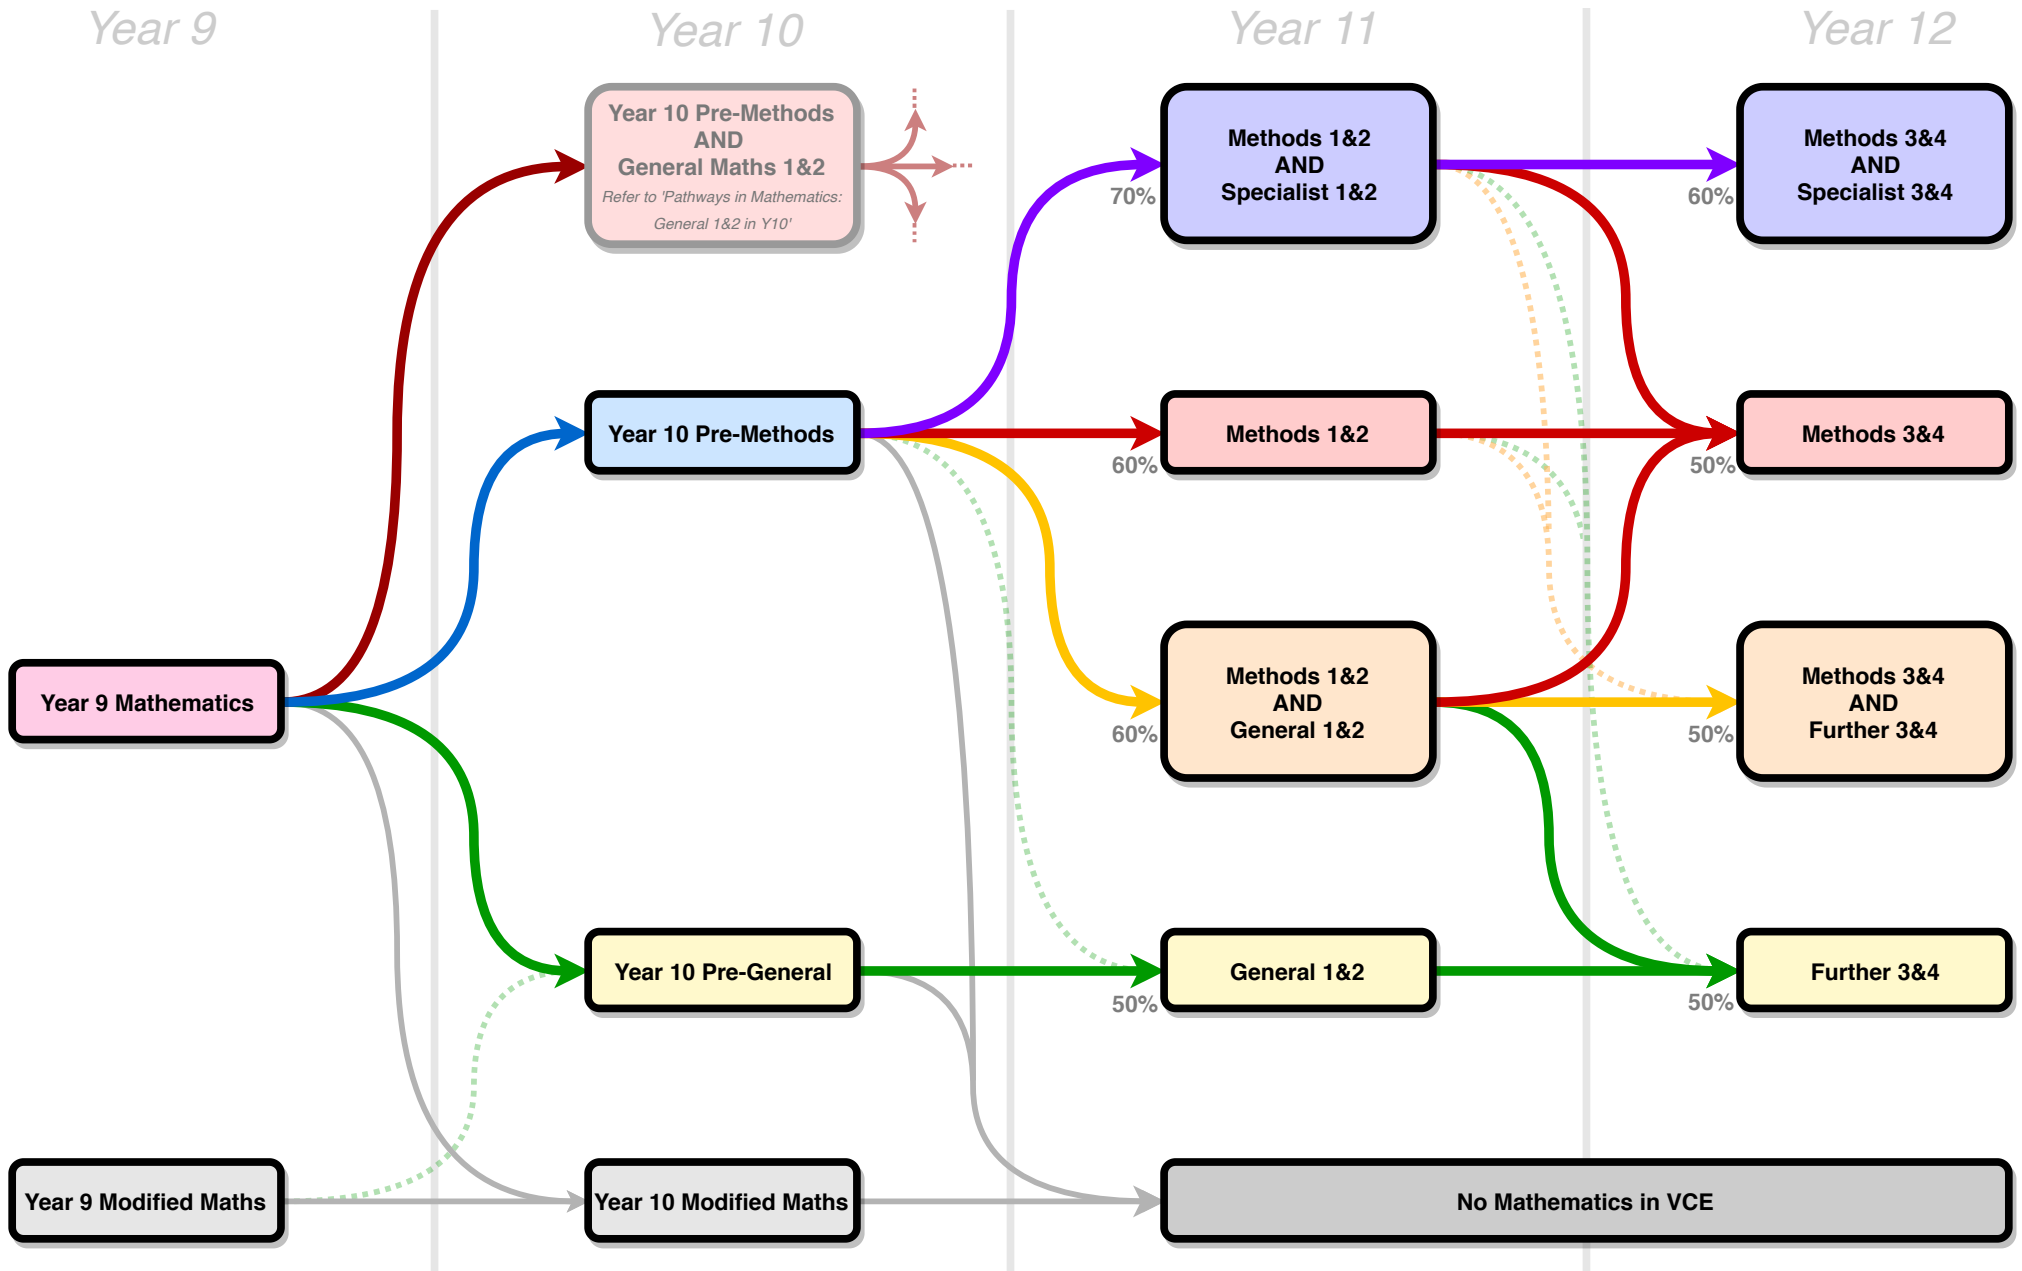 Year 9
Year 10
Year 11
Year 12
Year 10 Pre-Methods
AND
General Maths 1&2
Refer to 'Pathways in Mathematics:
General 1&2 in Y10'
Methods 1&2
AND
Specialist 1&2
70%
Methods 3&4
AND
Specialist 3&4
60%
Year 10 Pre-Methods
Methods 1&2
60%
Methods 3&4
50%
Year 9 Mathematics
Methods 1&2
AND
General 1&2
60%
Methods 3&4
AND
Further 3&4
50%
Year 10 Pre-General
General 1&2
50%
Further 3&4
50%
Year 9 Modified Maths
Year 10 Modified Maths
No Mathematics in VCE